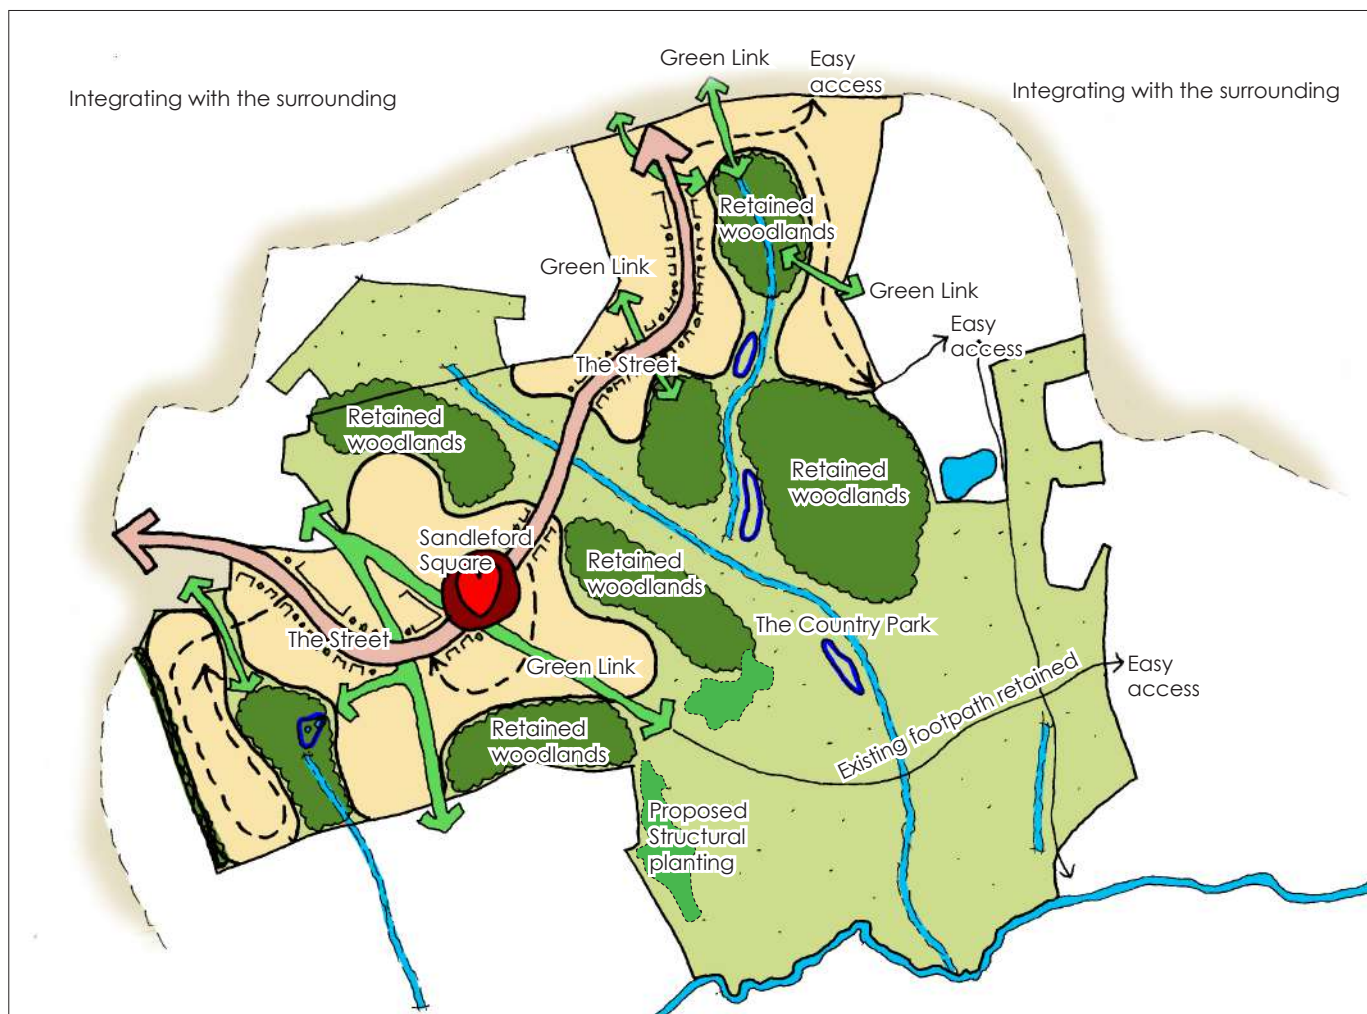 Green Link
Easy
access
Integrating with the surrounding
Integrating with the surrounding
Retained
woodlands
Green Link
Green Link
Easy
access
The Street
Retained
woodlands
Retained
woodlands
Sandleford
Square
Retained
woodlands
The Country Park
The Street
Green Link
Easy
access
Existing footpath retained
Retained
woodlands
Proposed
Structural
planting